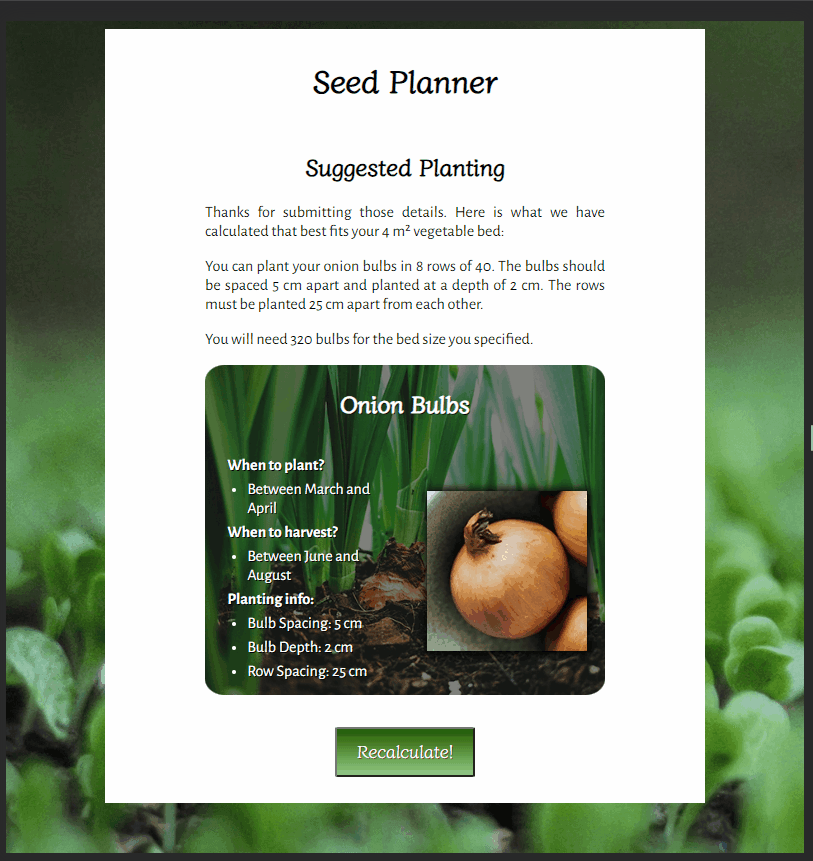 Seed Planner
Suggested Planting
Thanks for submitting those details. Here is what we have
calculated that best fits your 4 m² vegetable bed:
You can plant your onion bulbs in 8 rows of 40. The bulbs should
be spaced 5 cm apart and planted at a depth of 2 cm. The rows
must be planted 25 cm apart from each other.
You will need 320 bulbs for the bed size you specified.
Onion Bulbs
When to plant?
• Between March and
April
When to harvest?
• Between June and
August
Planting info:
• Bulb Spacing: 5 cm
• Bulb Depth: 2 cm
• Row Spacing: 25 cm
Recalculate!